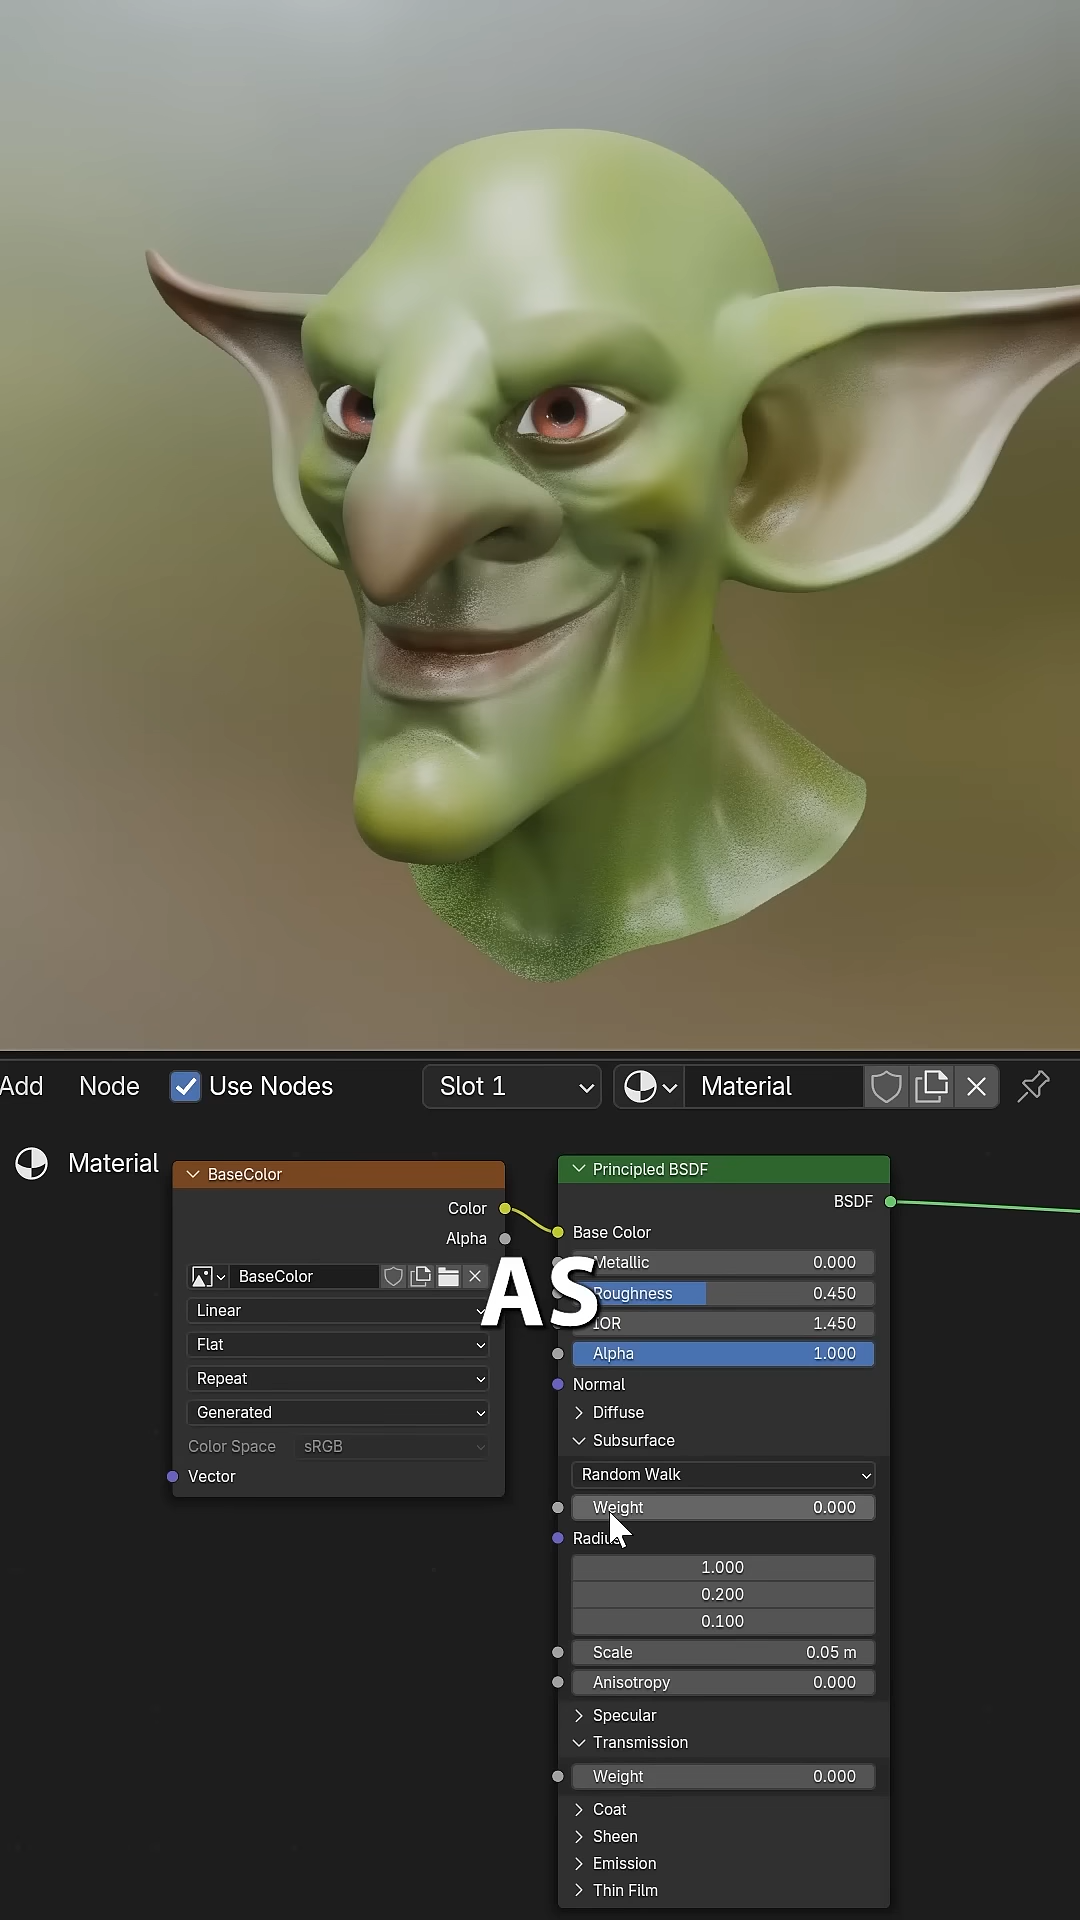 Add Node Use Nodes Slot 1 Material
Material
BaseColor
Color
Alpha
BaseColor
Linear
Flat
Repeat
Generated
Color Space sRGB
Vector
AS
Principled BSDF
BSDF
Base Color
Metallic 0.000
Roughness 0.450
IOR 1.450
Alpha 1.000
Normal
Diffuse
Subsurface
Random Walk
Weight 0.000
Radius
1.000
0.200
0.100
Scale 0.05 m
Anisotropy 0.000
Specular
Transmission
Weight 0.000
Coat
Sheen
Emission
Thin Film